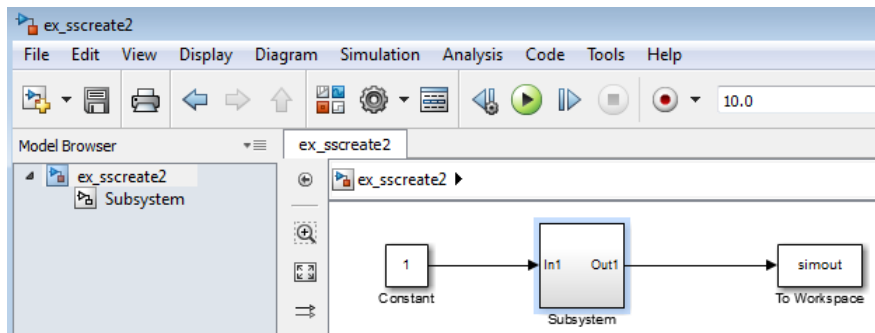 ex_sscreate2
File Edit View Display Diagram Simulation Analysis Code Tools Help
10.0
Model Browser
ex_sscreate2
ex_sscreate2
ex_sscreate2
Subsystem
1
In1 Out1
simout
Constant
To Workspace
Subsystem